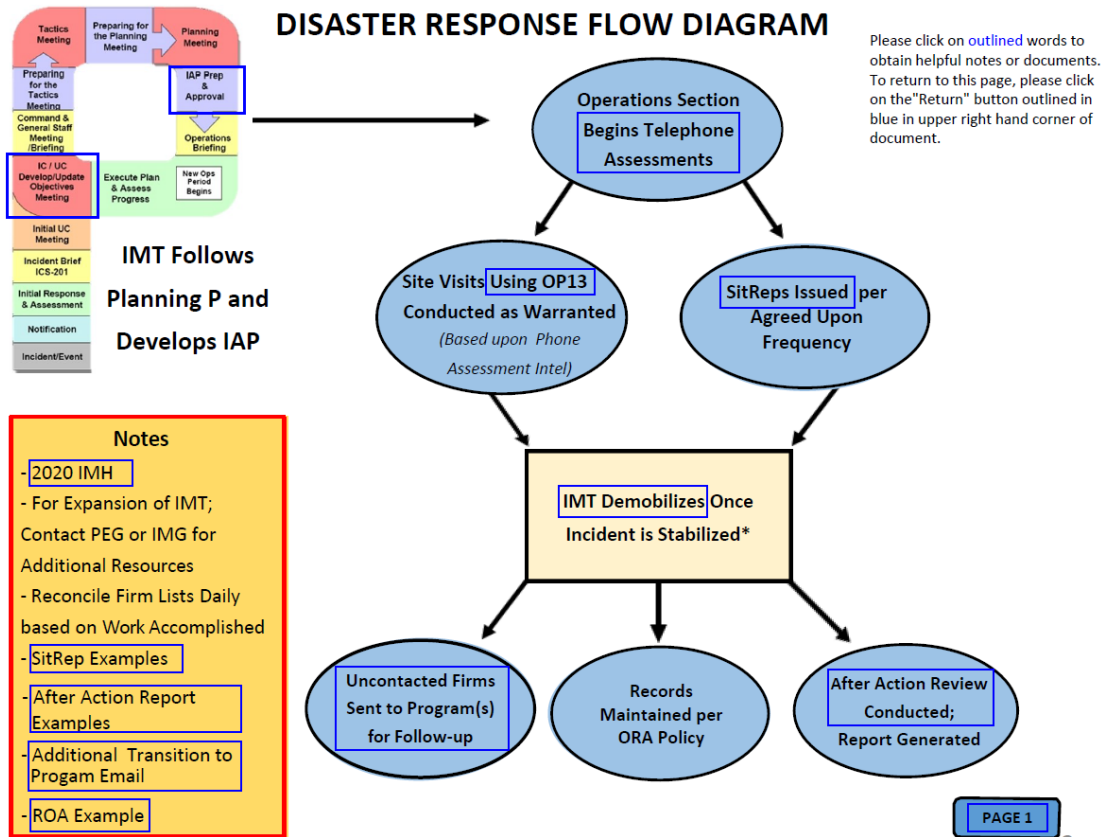 DISASTER RESPONSE FLOW DIAGRAM
Please click on outlined words to
obtain helpful notes or documents.
To return to this page, please click
on the"Return" button outlined in
blue in upper right hand corner of
document.
Tactics
Meeting
Preparing for
the Planning
Meeting
Planning
Meeting
Preparing
for the
Tactics
Meeting
IAP Prep
&
Approval
Command &
General Staff
Meeting
/Briefing
Operations
Briefing
IC / UC
Develop/Update
Objectives
Meeting
Execute Plan
& Assess
Progress
New Ops
Period
Begins
Initial UC
Meeting
Incident Brief
ICS-201
Initial Response
& Assessment
Notification
Incident/Event
IMT Follows
Planning P and
Develops IAP
Operations Section
Begins Telephone
Assessments
Site Visits Using OP13
Conducted as Warranted
(Based upon Phone
Assessment Intel)
SitReps Issued per
Agreed Upon
Frequency
IMT Demobilizes Once
Incident is Stabilized*
Uncontacted Firms
Sent to Program(s)
for Follow-up
Records
Maintained per
ORA Policy
After Action Review
Conducted;
Report Generated
Notes
- 2020 IMH
- For Expansion of IMT;
Contact PEG or IMG for
Additional Resources
- Reconcile Firm Lists Daily
based on Work Accomplished
- SitRep Examples
- After Action Report
Examples
- Additional Transition to
Progam Email
- ROA Example
PAGE 1